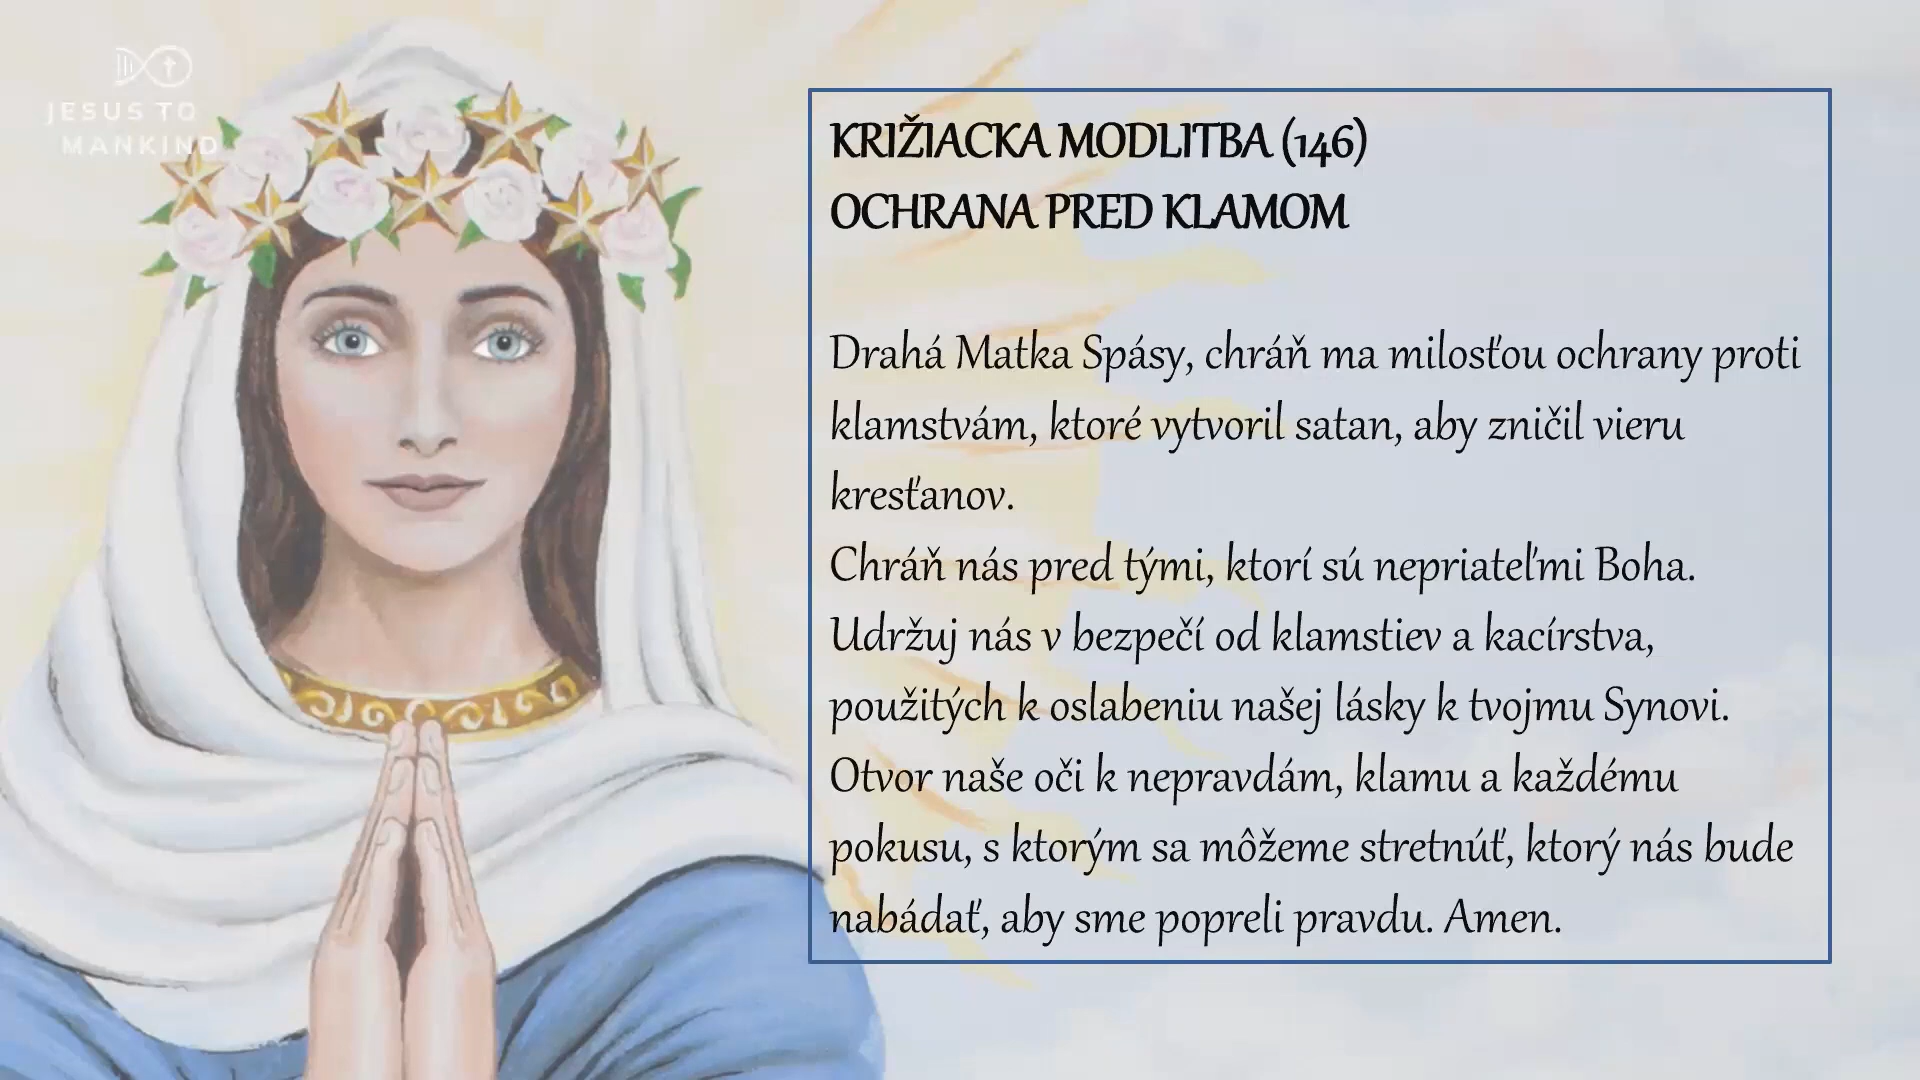 JESUS TO
MANKIND
KRIŽIACKA MODLITBA (146)
OCHRANA PRED KLAMOM
Drahá Matka Spásy, chráň ma milosťou ochrany proti
klamstvám, ktoré vytvoril satan, aby zničil vieru
kresťanov.
Chráň nás pred tými, ktorí sú nepriateľmi Boha.
Udržuj nás v bezpečí od klamstiev a kacírstva,
použitých k oslabeniu našej lásky k tvojmu Synovi.
Otvor naše oči k nepravdám, klamu a každému
pokusu, s ktorým sa môžeme stretnúť, ktorý nás bude
nabádať, aby sme popreli pravdu. Amen.